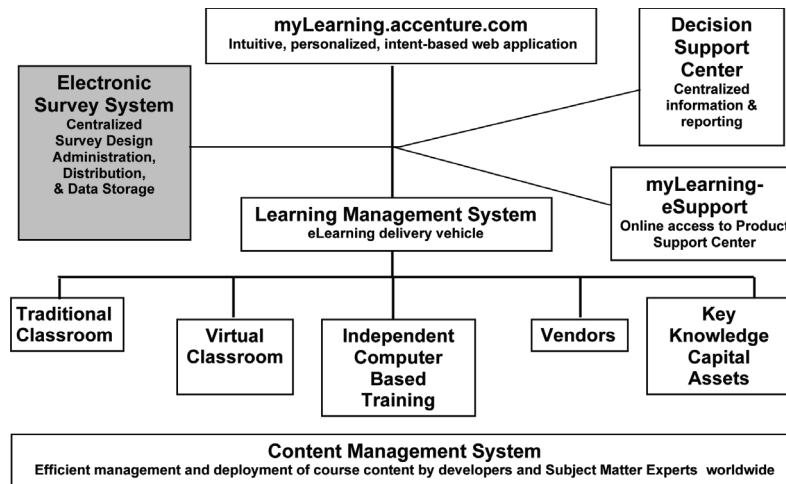 myLearning.accenture.com
Intuitive, personalized, intent-based web application
Electronic
Survey System
Centralized
Survey Design
Administration,
Distribution,
& Data Storage
Decision
Support
Center
Centralized
information &
reporting
myLearning-
eSupport
Online access to Product
Support Center
Learning Management System
eLearning delivery vehicle
Traditional
Classroom
Virtual
Classroom
Independent
Computer
Based
Training
Vendors
Key
Knowledge
Capital
Assets
Content Management System
Efficient management and deployment of course content by developers and Subject Matter Experts worldwide